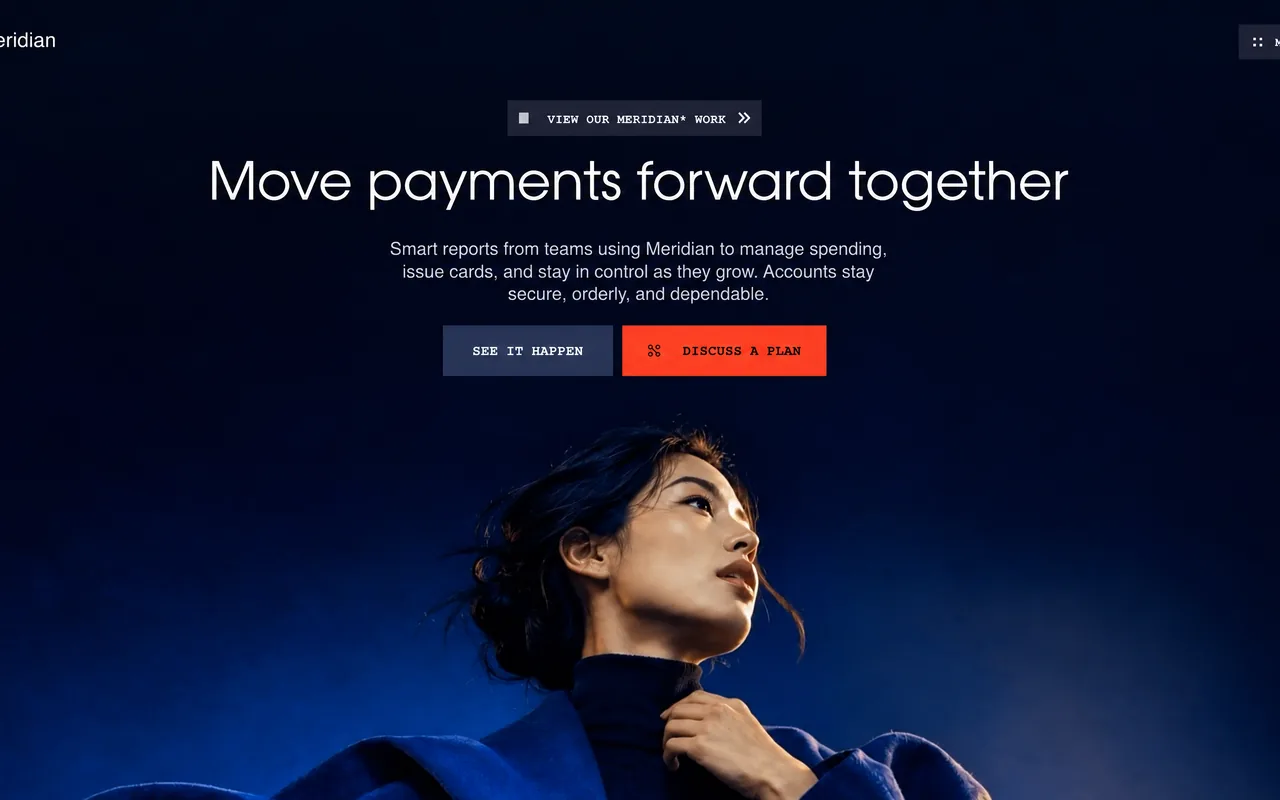 eridian
VIEW OUR MERIDIAN* WORK
Move payments forward together
Smart reports from teams using Meridian to manage spending,
issue cards, and stay in control as they grow. Accounts stay
secure, orderly, and dependable.
SEE IT HAPPEN
DISCUSS A PLAN